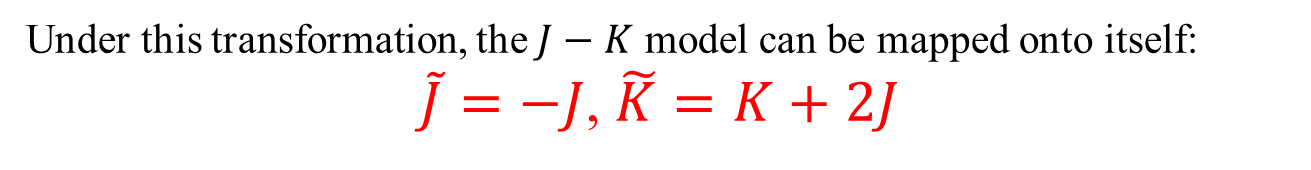 Under this transformation, the J − K model can be mapped onto itself:
J̃ = −J, K̃ = K + 2J